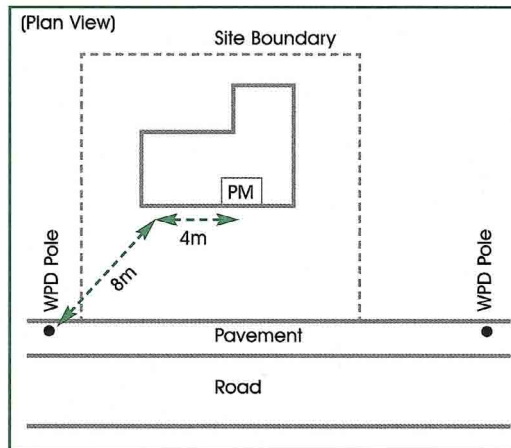 (Plan View)
Site Boundary
PM
4m
8m
WPD Pole
WPD Pole
Pavement
Road